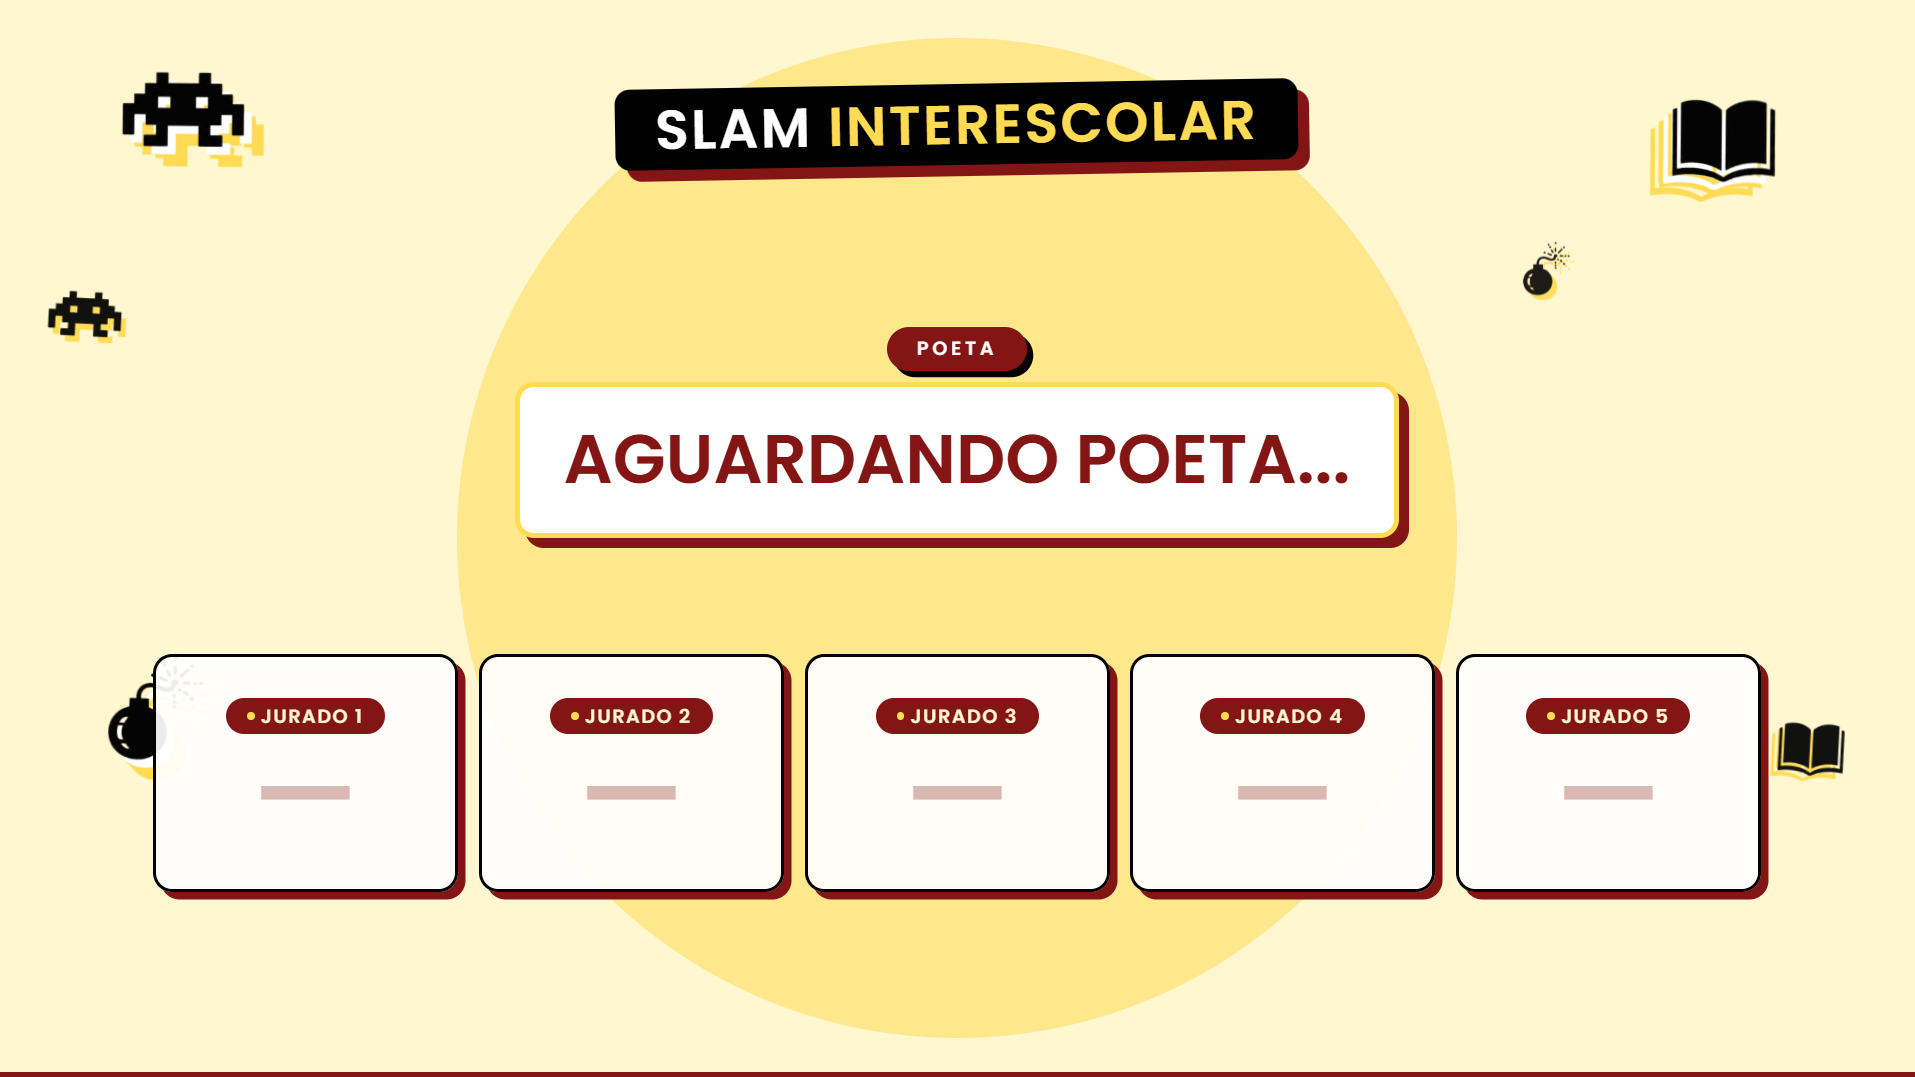 SLAM INTERESCOLAR
POETA
AGUARDANDO POETA...
JURADO 1
JURADO 2
JURADO 3
JURADO 4
JURADO 5